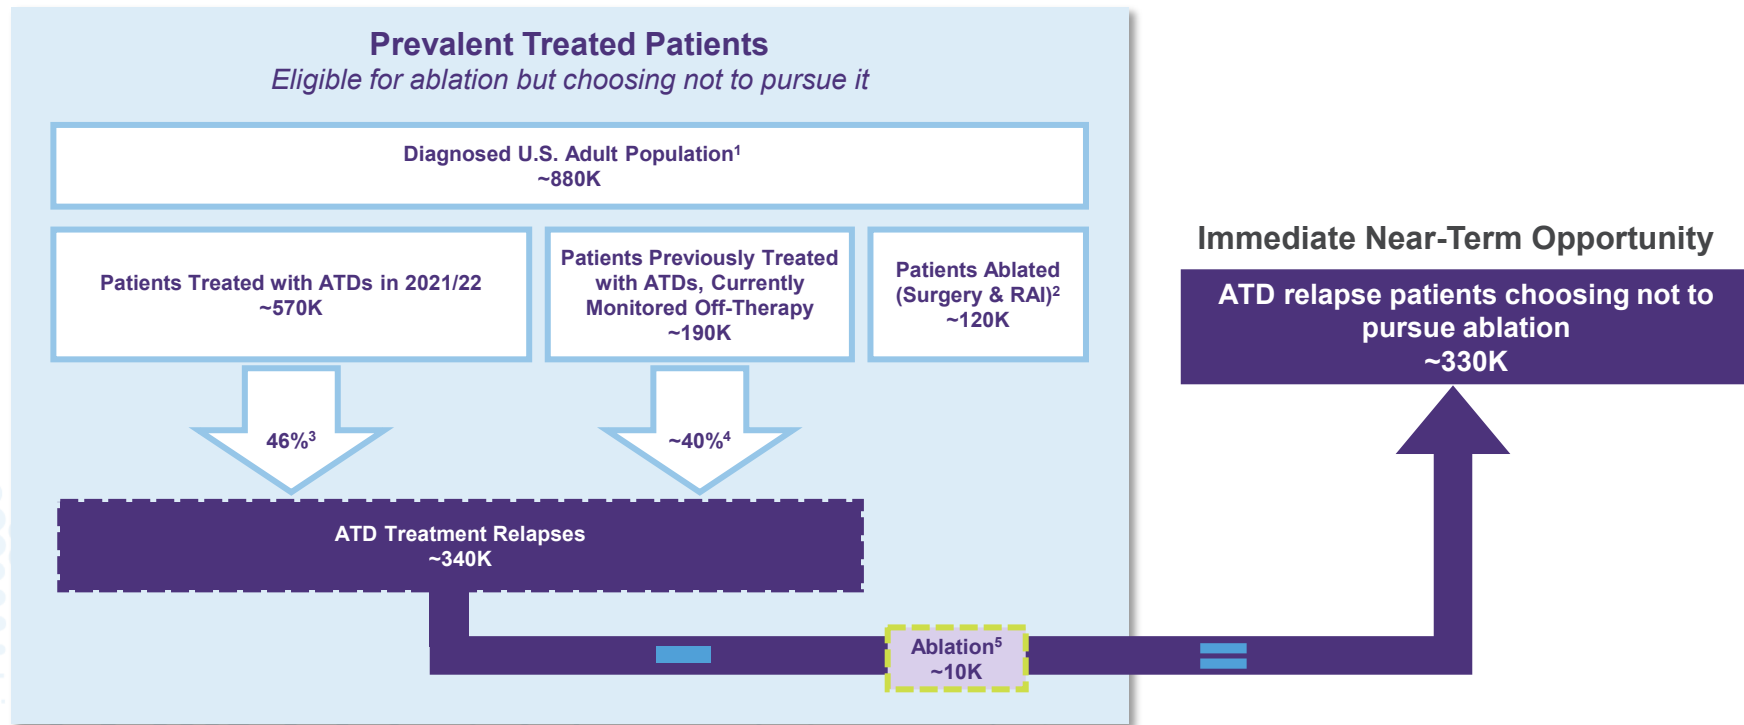 Prevalent Treated Patients
Eligible for ablation but choosing not to pursue it
Diagnosed U.S. Adult Population¹
~880K
Patients Treated with ATDs in 2021/22
~570K
Patients Previously Treated
with ATDs, Currently
Monitored Off-Therapy
~190K
Patients Ablated
(Surgery & RAI)²
~120K
46%³
~40%⁴
ATD Treatment Relapses
~340K
Ablation⁵
~10K
Immediate Near-Term Opportunity
ATD relapse patients choosing not to
pursue ablation
~330K